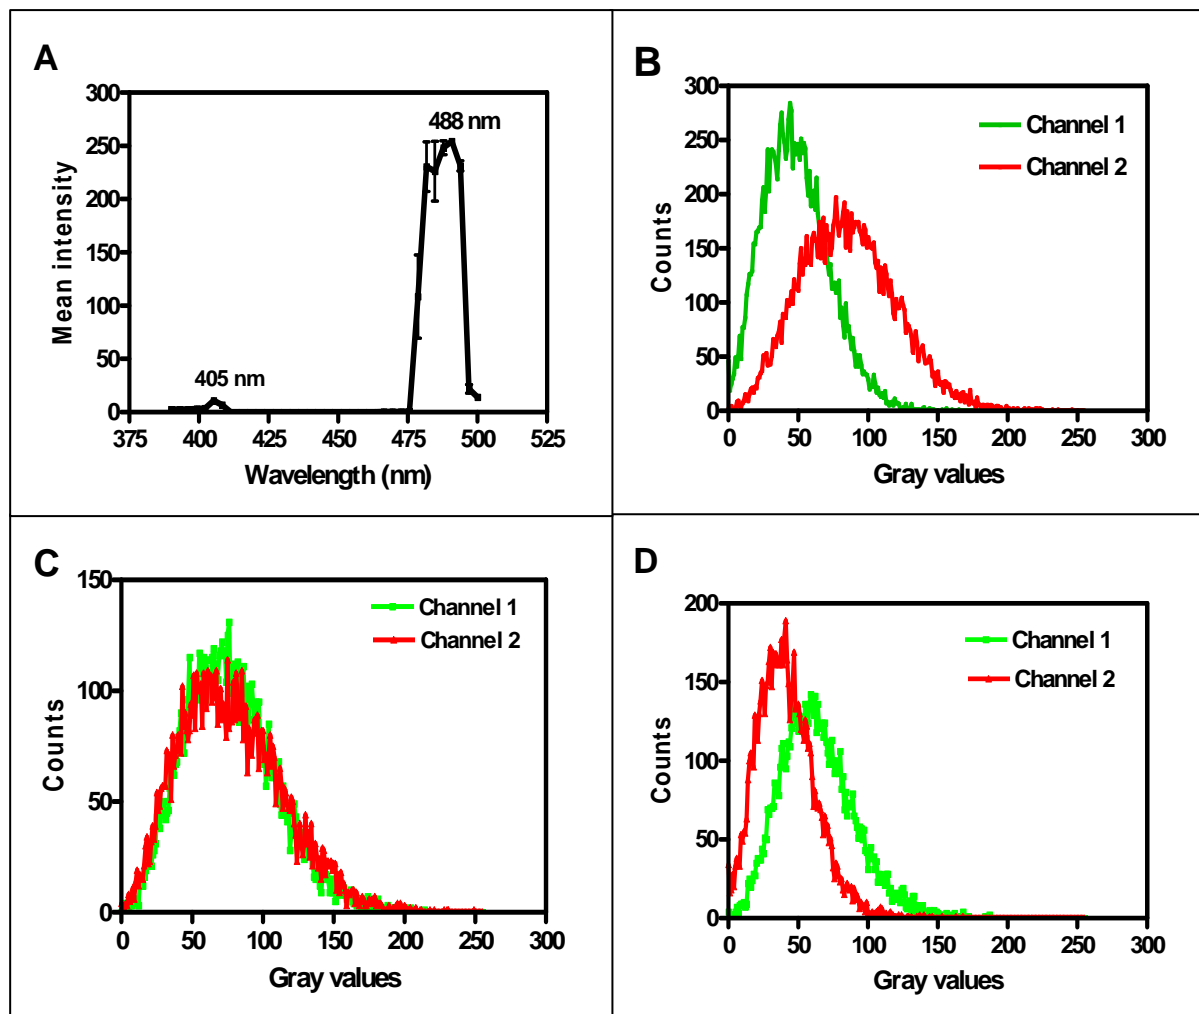 A
300
250
200
150
100
50
0
375 400 425 450 475 500 525
Mean intensity
Wavelength (nm)
405 nm
488 nm
B
300
250
200
150
100
50
0
0 50 100 150 200 250 300
Counts
Gray values
Channel 1
Channel 2
C
150
100
50
0
0 50 100 150 200 250 300
Counts
Gray values
Channel 1
Channel 2
D
200
150
100
50
0
0 50 100 150 200 250 300
Counts
Gray values
Channel 1
Channel 2